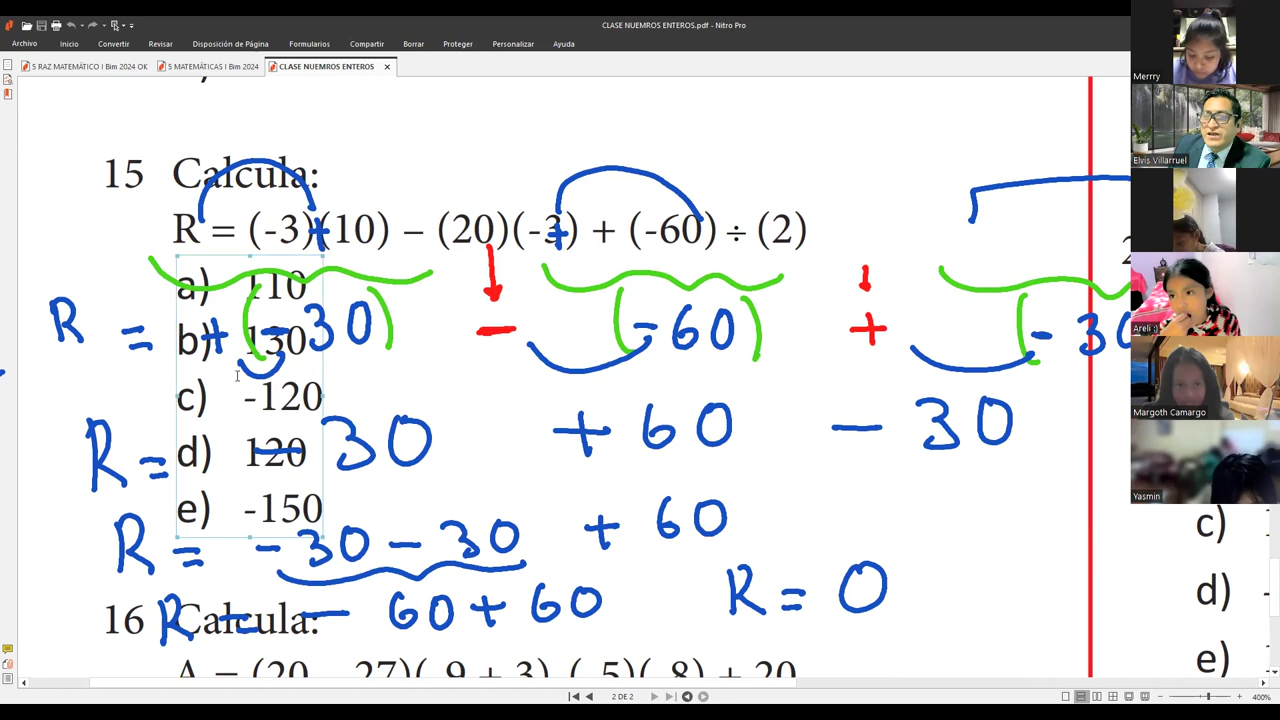 CLASE NUEMROS ENTEROS.pdf - Nitro Pro
Archivo Inicio Convertir Revisar Disposición de Página Formularios Compartir Borrar Proteger Personalizar Ayuda
5 RAZ MATEMÁTICO I Bim 2024 OK 5 MATEMÁTICAS I Bim 2024 CLASE NUEMROS ENTEROS
15 Calcula:
R = (-3)(10) – (20)(-3) + (-60) ÷ (2)
a) 110
b) 130
c) -120
d) 120
e) -150
R = + (- 30) - (- 60) + (- 30
R = - 30 + 60 - 30
R = - 30 - 30 + 60
R = - 60 + 60 R = 0
16 Calcula:
c)
d)
e)
2 DE 2
400%
Merrry
Elvis Villarruel
Areli :)
Margoth Camargo
Yasmin